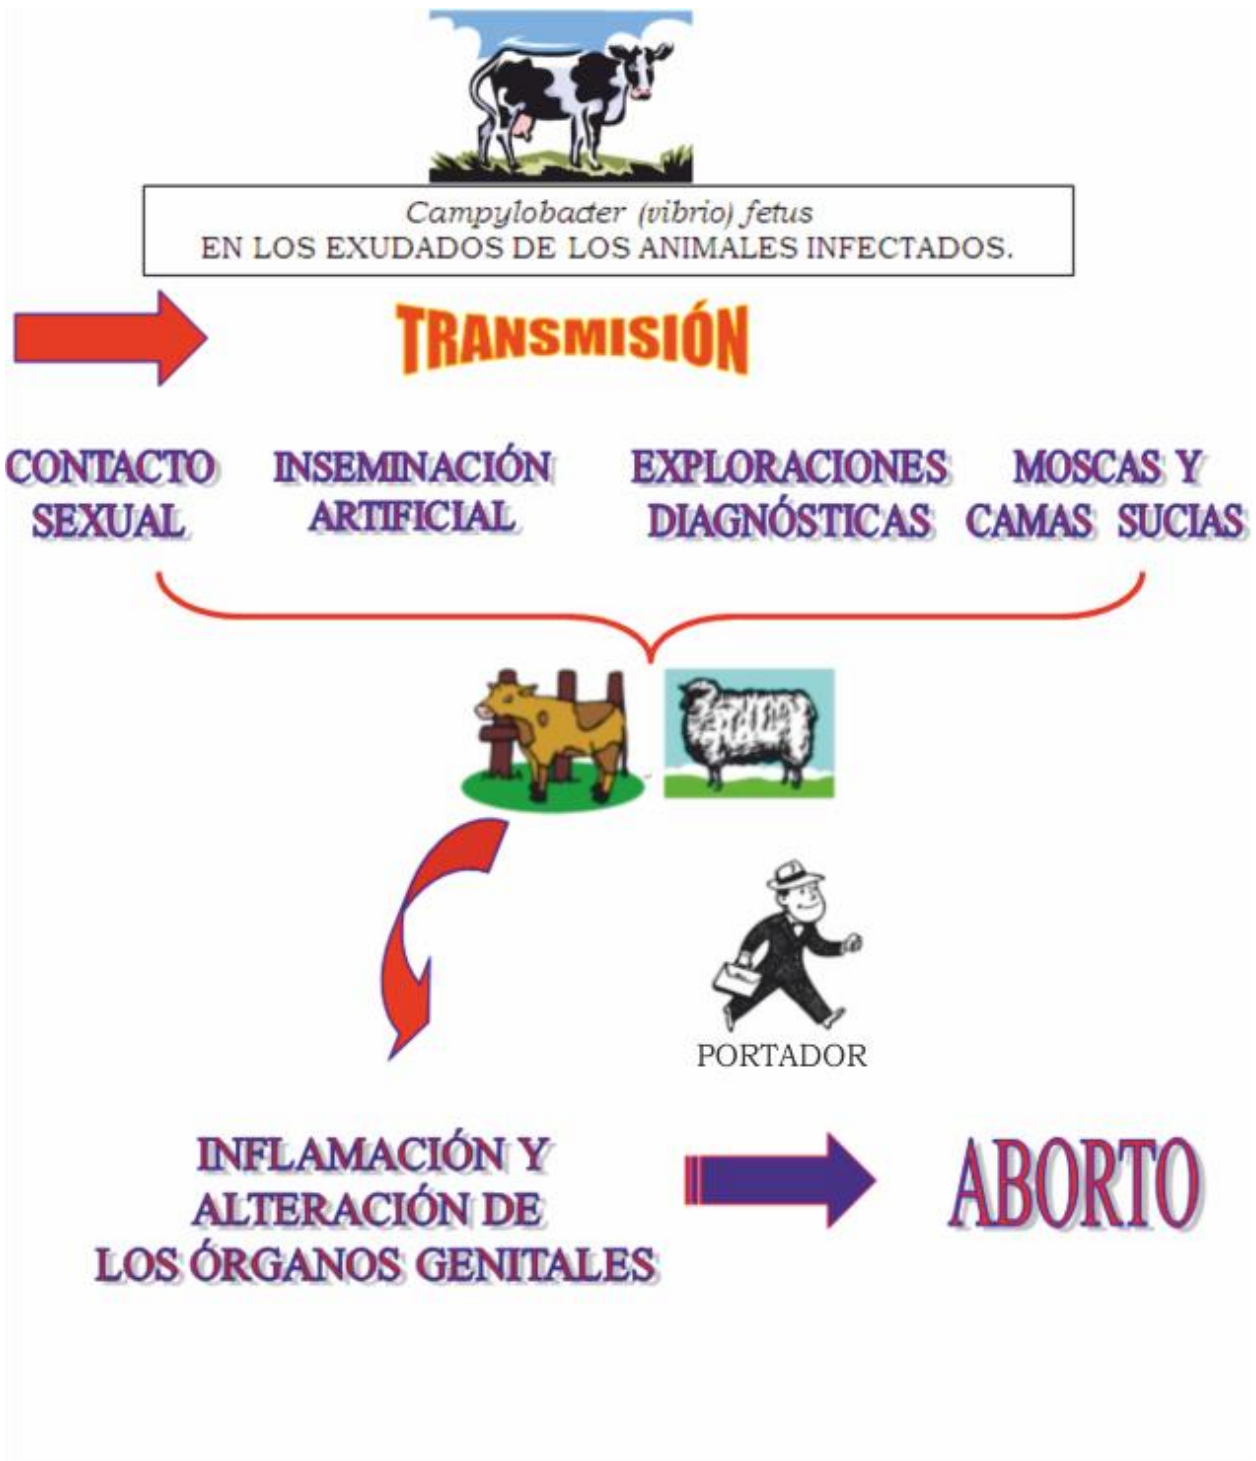 Campylobacter (vibrio) fetus
EN LOS EXUDADOS DE LOS ANIMALES INFECTADOS.
TRANSMISIÓN
CONTACTO
SEXUAL
INSEMINACIÓN
ARTIFICIAL
EXPLORACIONES
DIAGNÓSTICAS
MOSCAS Y
CAMAS SUCIAS
PORTADOR
INFLAMACIÓN Y
ALTERACIÓN DE
LOS ÓRGANOS GENITALES
ABORTO